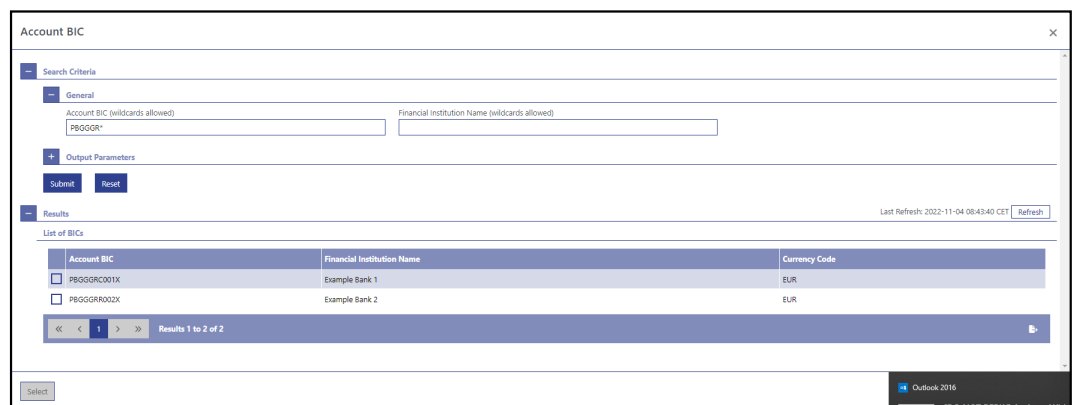 Account BIC
Search Criteria
General
Account BIC (wildcards allowed) Financial Institution Name (wildcards allowed)
PBGGGR*
Output Parameters
Submit Reset
Results Last Refresh: 2022-11-04 08:43:40 CET Refresh
List of BICs
Account BIC Financial Institution Name Currency Code
PBGGGRC001X Example Bank 1 EUR
PBGGGRR002X Example Bank 2 EUR
« < 1 > » Results 1 to 2 of 2
Select
Outlook 2016